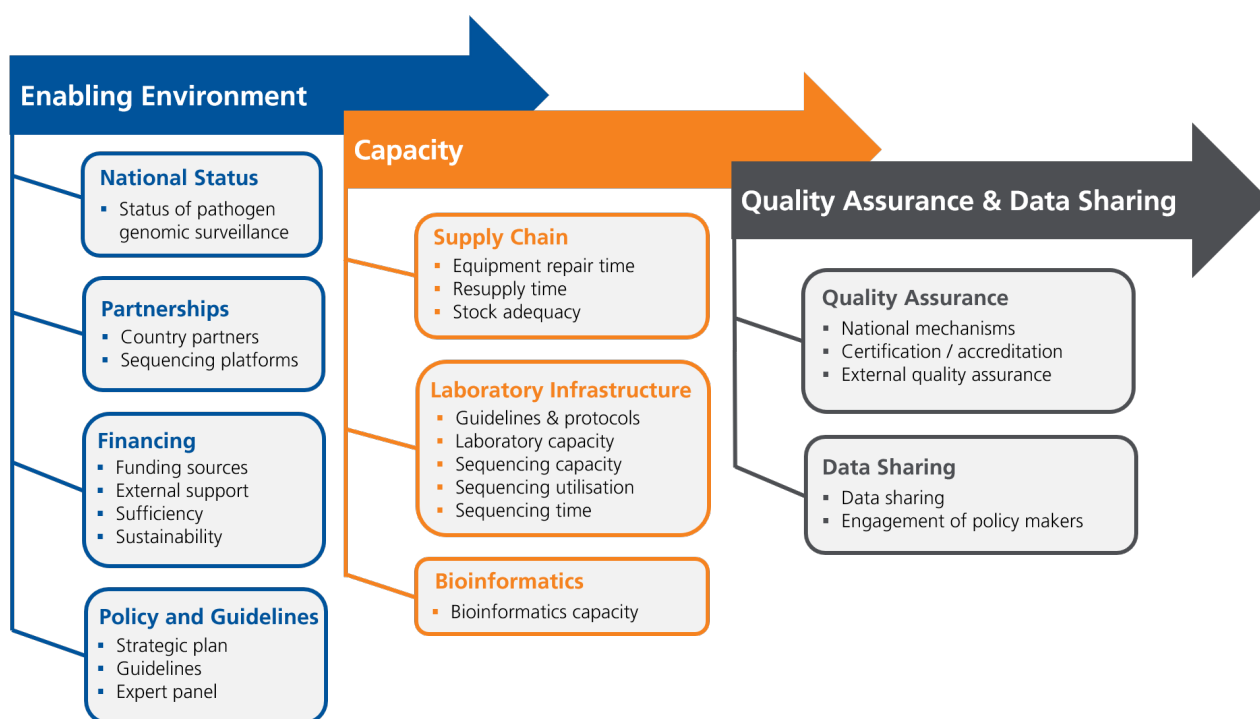 Enabling Environment
National Status
▪ Status of pathogen
genomic surveillance
Partnerships
▪ Country partners
▪ Sequencing platforms
Financing
▪ Funding sources
▪ External support
▪ Sufficiency
▪ Sustainability
Policy and Guidelines
▪ Strategic plan
▪ Guidelines
▪ Expert panel
Capacity
Supply Chain
▪ Equipment repair time
▪ Resupply time
▪ Stock adequacy
Laboratory Infrastructure
▪ Guidelines & protocols
▪ Laboratory capacity
▪ Sequencing capacity
▪ Sequencing utilisation
▪ Sequencing time
Bioinformatics
▪ Bioinformatics capacity
Quality Assurance & Data Sharing
Quality Assurance
▪ National mechanisms
▪ Certification / accreditation
▪ External quality assurance
Data Sharing
▪ Data sharing
▪ Engagement of policy makers